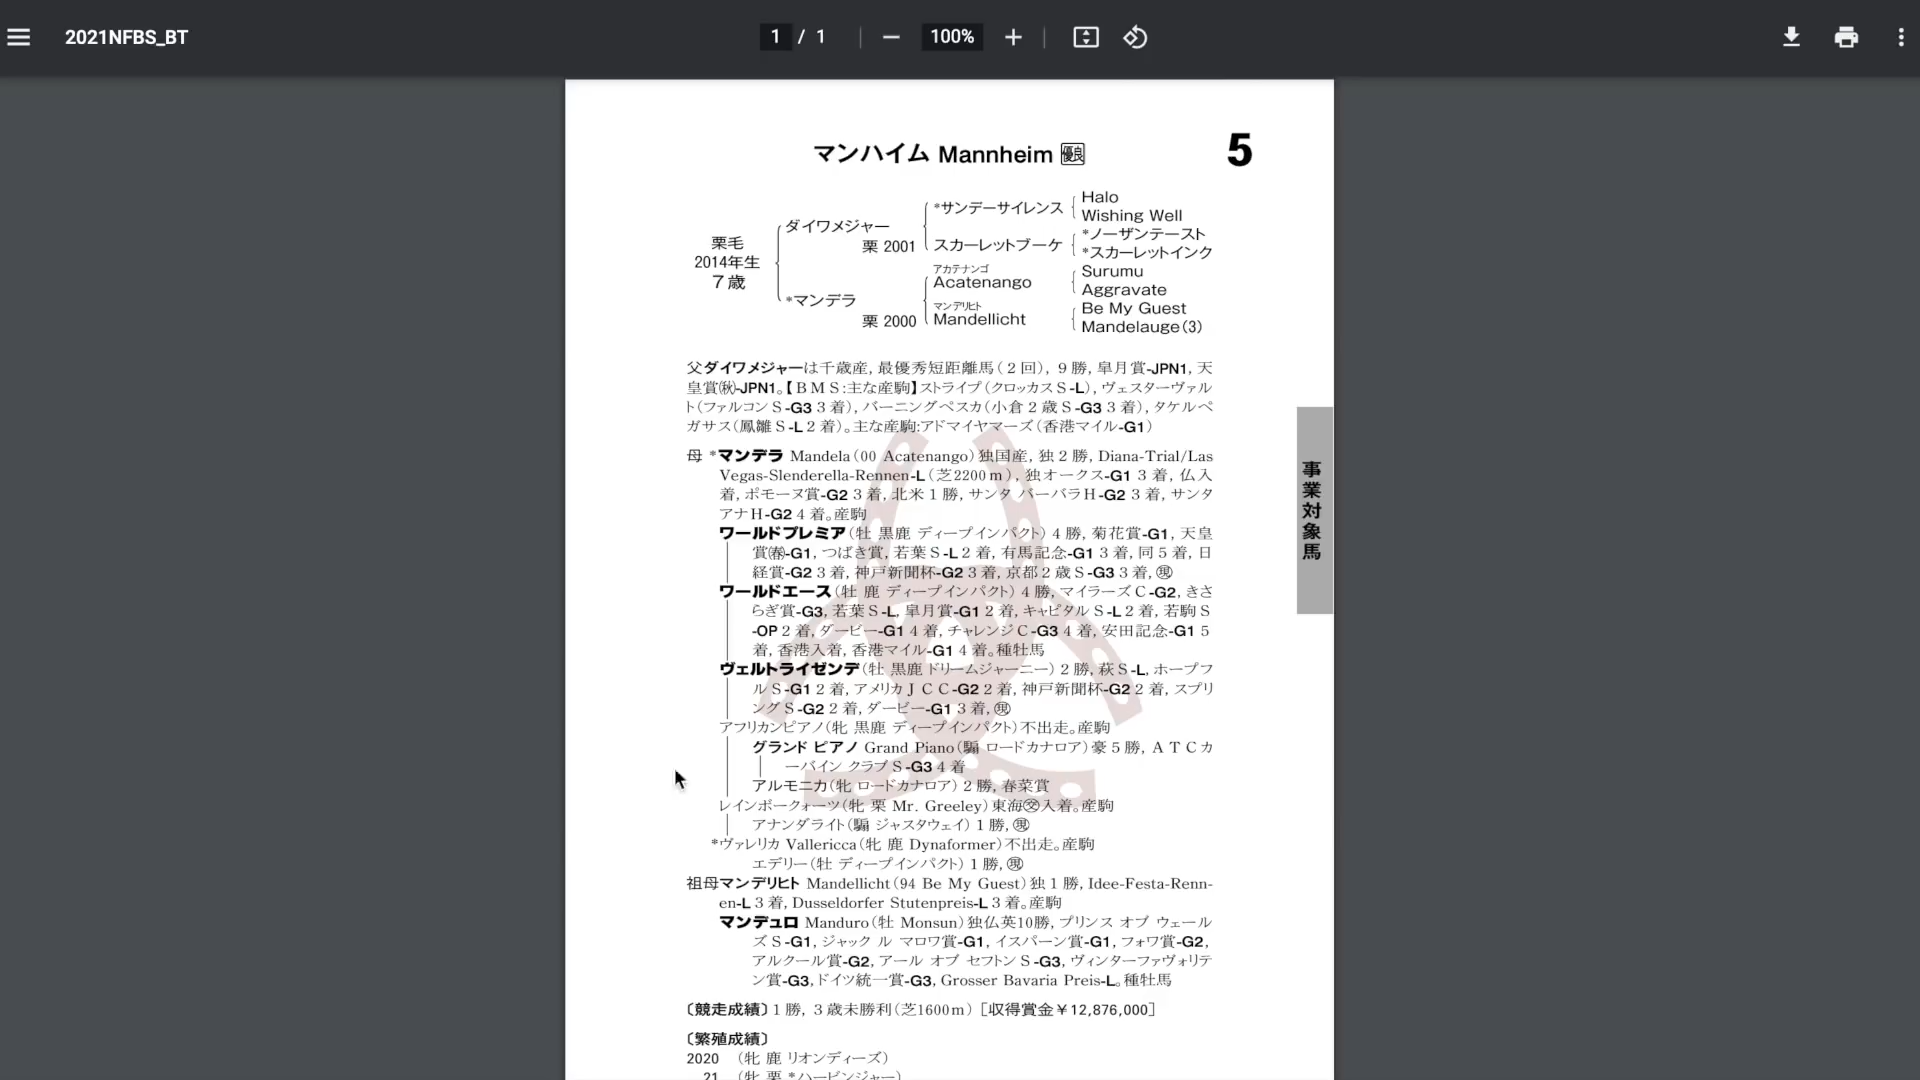 2021NFBS_BT
1 / 1
100%
マンハイム Mannheim 優良
5
Halo
*サンデーサイレンス
Wishing Well
ダイワメジャー
*ノーザンテースト
栗 2001
スカーレットブーケ
*スカーレットインク
栗毛
2014年生
7歳
アカテナンゴ
Acatenango
Surumu
Aggravate
*マンデラ
マンデリヒト
Mandellicht
Be My Guest
栗 2000
Mandelauge(3)
父ダイワメジャーは千歳産, 最優秀短距離馬(2回), 9勝, 皐月賞-JPN1, 天
皇賞㊙-JPN1。【BMS:主な産駒】ストライプ(クロッカスS-L), ヴェスターヴァル
ト(ファルコンS-G3 3着), バーニングペスカ(小倉2歳S-G3 3着), タケルペ
ガサス(鳳雛S-L 2着)。主な産駒:アドマイヤマーズ(香港マイル-G1)
母 *マンデラ Mandela(00 Acatenango)独国産, 独2勝, Diana-Trial/Las
Vegas-Slenderella-Rennen-L(芝2200m), 独オークス-G1 3着, 仏入
着, ポモーヌ賞-G2 3着, 北米1勝, サンタ バーバラH-G2 3着, サンタ
アナH-G2 4着。産駒
ワールドプレミア(牡 黒鹿 ディープインパクト) 4勝, 菊花賞-G1, 天皇
賞(春)-G1, つばき賞, 若葉S-L 2着, 有馬記念-G1 3着, 同5着, 日
経賞-G2 3着, 神戸新聞杯-G2 3着, 京都2歳S-G3 3着, 現
ワールドエース(牡 鹿 ディープインパクト) 4勝, マイラーズC-G2, きさ
らぎ賞-G3, 若葉S-L, 皐月賞-G1 2着, キャピタルS-L 2着, 若駒S
-OP 2着, ダービー-G1 4着, チャレンジC-G3 4着, 安田記念-G1 5
着, 香港入着, 香港マイル-G1 4着。種牡馬
ヴェルトライゼンデ(牡 黒鹿 ドリームジャーニー) 2勝, 萩S-L, ホープフ
ルS-G1 2着, アメリカJCC-G2 2着, 神戸新聞杯-G2 2着, スプリ
ングS-G2 2着, ダービー-G1 3着, 現
アフリカンピアノ(牝 黒鹿 ディープインパクト)不出走。産駒
グランド ピアノ Grand Piano(騸 ロードカナロア)豪5勝, ATCカ
ーバイン クラブS-G3 4着
アルモニカ(牝 ロードカナロア) 2勝, 春菜賞
レインボークォーツ(牝 栗 Mr. Greeley)東海交入着。産駒
アナンダライト(騸 ジャスタウェイ) 1勝, 現
*ヴァレリカ Vallericca(牝 鹿 Dynaformer)不出走。産駒
エデリー(牡 ディープインパクト) 1勝, 現
祖母マンデリヒト Mandellicht(94 Be My Guest)独1勝, Idee-Festa-Renn-
en-L 3着, Dusseldorfer Stutenpreis-L 3着。産駒
マンデュロ Manduro(牡 Monsun)独仏英10勝, プリンス オブ ウェール
ズS-G1, ジャック ル マロワ賞-G1, イスパーン賞-G1, フォワ賞-G2,
アルクール賞-G2, アール オブ セフトンS-G3, ヴィンターファヴォリテ
ン賞-G3, ドイツ統一賞-G3, Grosser Bavaria Preis-L。種牡馬
〔競走成績〕1勝, 3歳未勝利(芝1600m) [収得賞金¥12,876,000]
〔繁殖成績〕
2020 (牝 鹿 リオンディーズ)
21 (牝 栗 *ハービンジャー)
事業対象馬